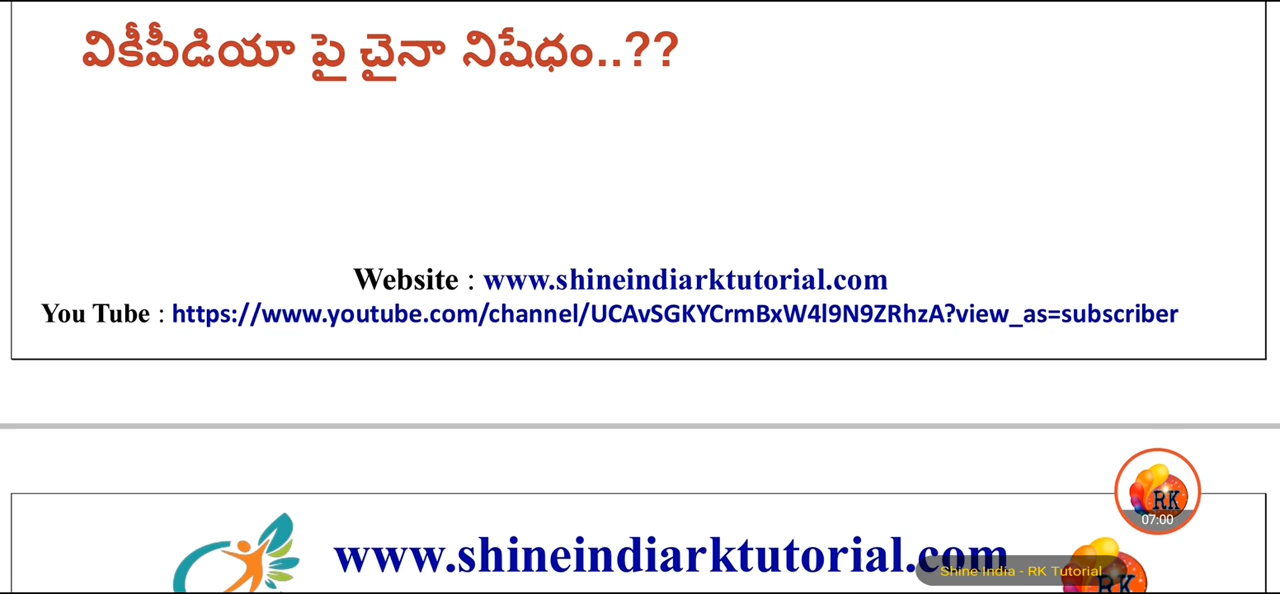 వికీపీడియా పై చైనా నిషేధం..??
Website : www.shineindiarktutorial.com
You Tube : https://www.youtube.com/channel/UCAvSGKYCrmBxW4l9N9ZRhzA?view_as=subscriber
RK
07:00
www.shineindiarktutorial.com
Shine India - RK Tutorial
RK